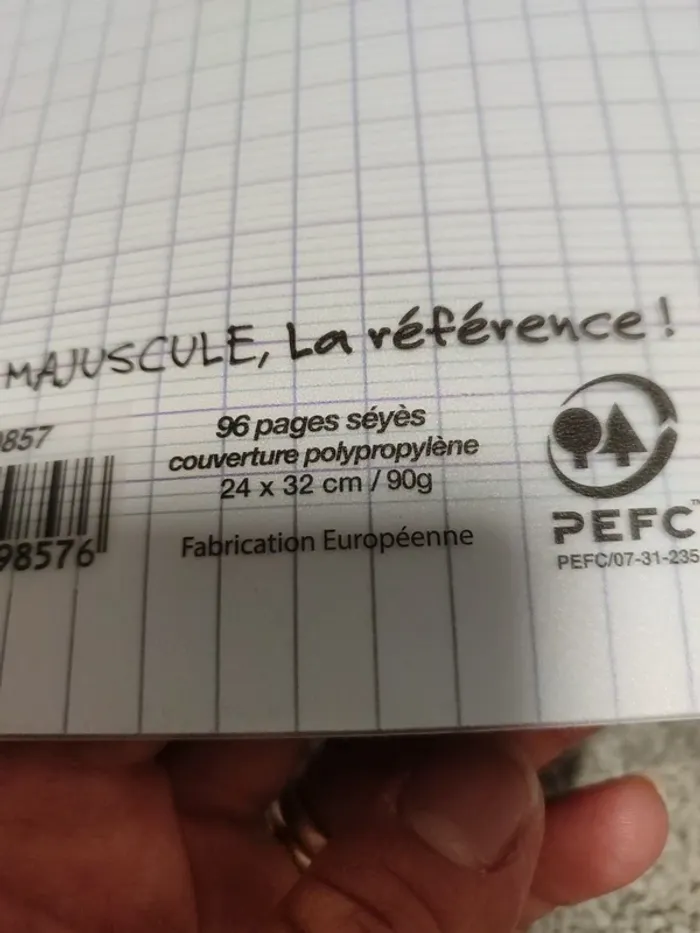 MAJUSCULE, La référence !
857
98576
96 pages séyès
couverture polypropylène
24 x 32 cm / 90g
Fabrication Européenne
PEFC™
PEFC/07-31-235